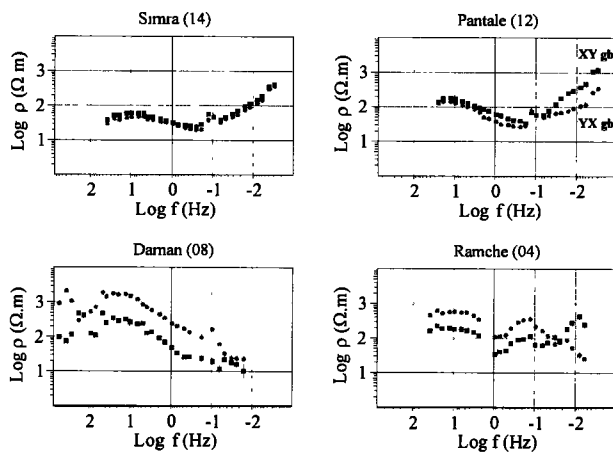 Simra (14)
Pantale (12)
Log ρ (Ω.m)
3
2
1
2 1 0 -1 -2
Log f (Hz)
Log ρ (Ω.m)
3
2
1
XY gb
YX gb
2 1 0 -1 -2
Log f (Hz)
Daman (08)
Ramche (04)
Log ρ (Ω.m)
3
2
1
2 1 0 -1 -2
Log f (Hz)
Log ρ (Ω.m)
3
2
1
2 1 0 -1 -2
Log f (Hz)